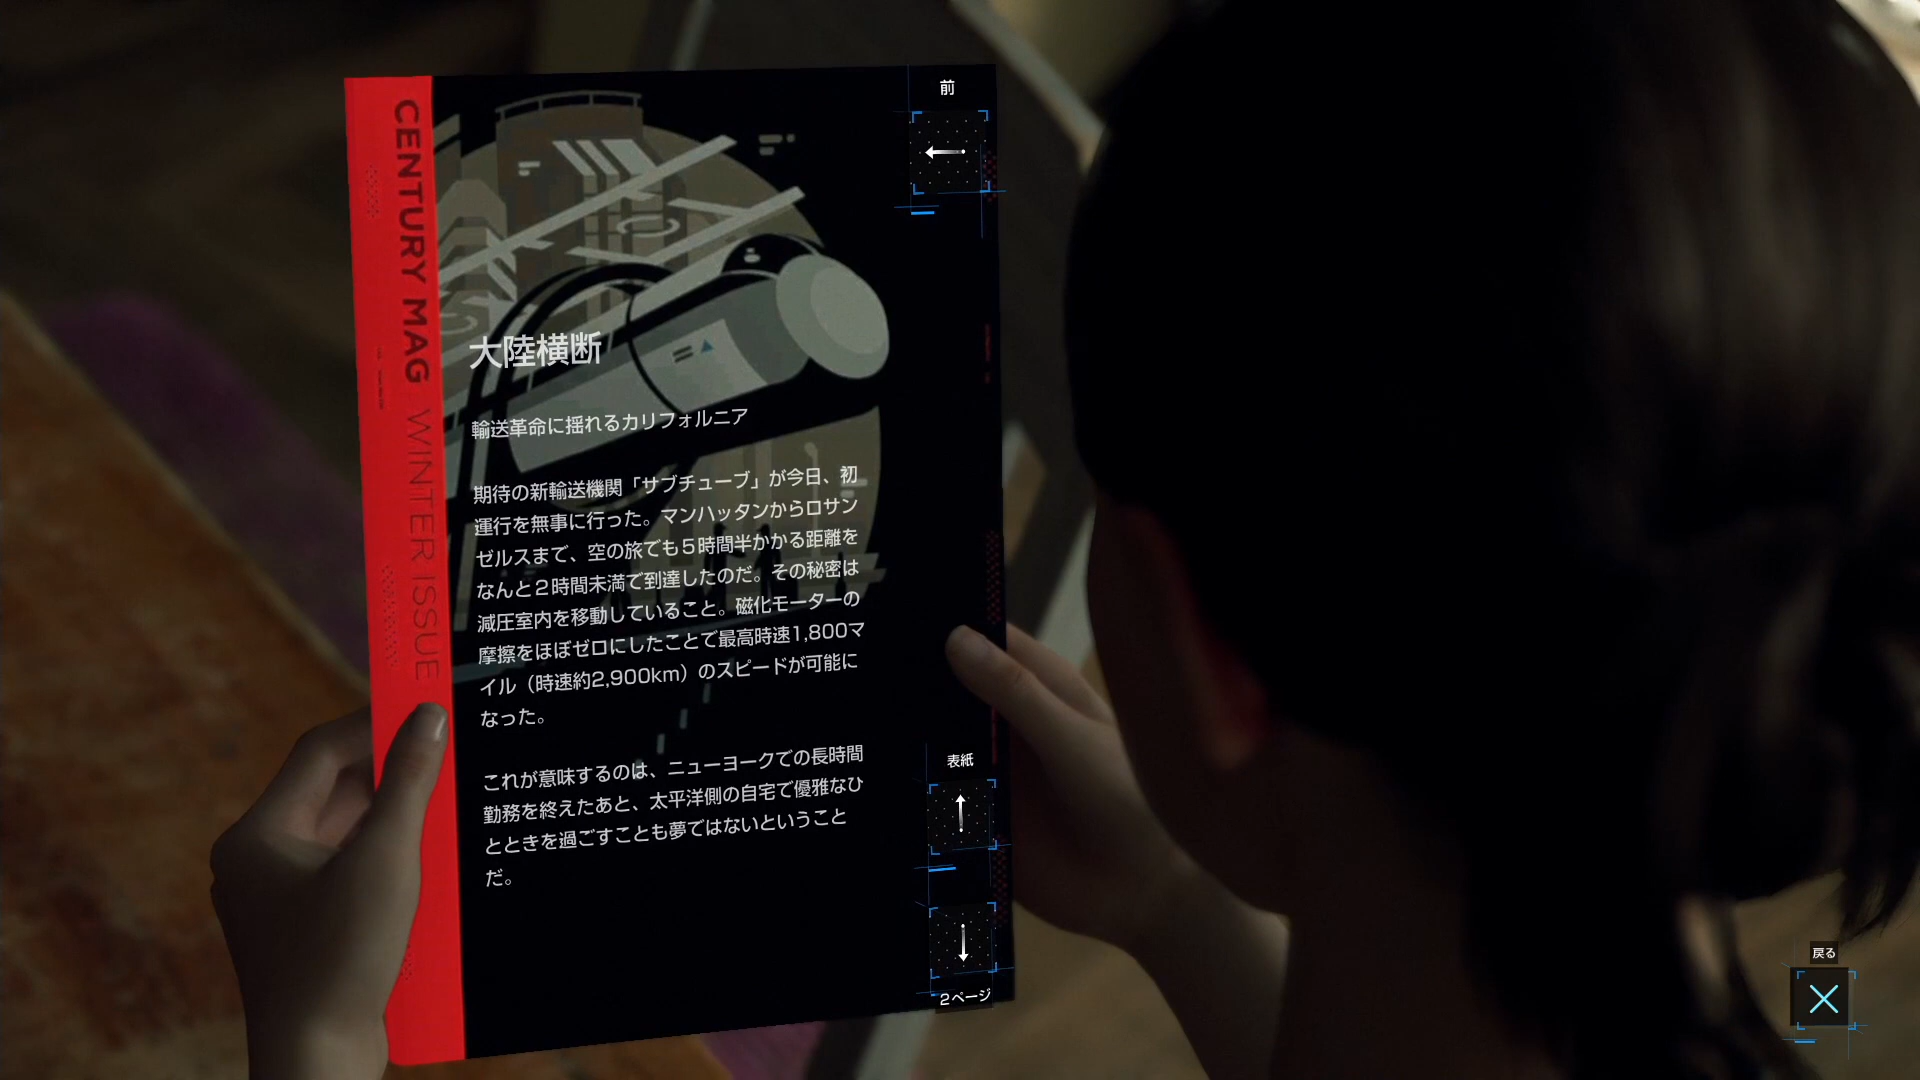 CENTURY MAG WINTER ISSUE
前
大陸横断
輸送革命に揺れるカリフォルニア
期待の新輸送機関「サブチューブ」が今日、初
運行を無事に行った。マンハッタンからロサン
ゼルスまで、空の旅でも5時間半かかる距離を
なんと2時間未満で到達したのだ。その秘密は
減圧室内を移動していること。磁化モーターの
摩擦をほぼゼロにしたことで最高時速1,800マ
イル（時速約2,900km）のスピードが可能に
なった。
これが意味するのは、ニューヨークでの長時間
勤務を終えたあと、太平洋側の自宅で優雅なひ
とときを過ごすことも夢ではないということ
だ。
表紙
2ページ
戻る